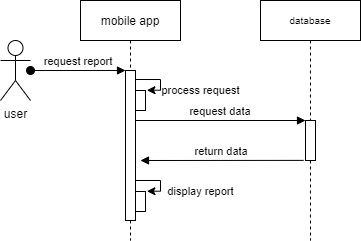 mobile app
database
request report
process request
user
request data
return data
display report